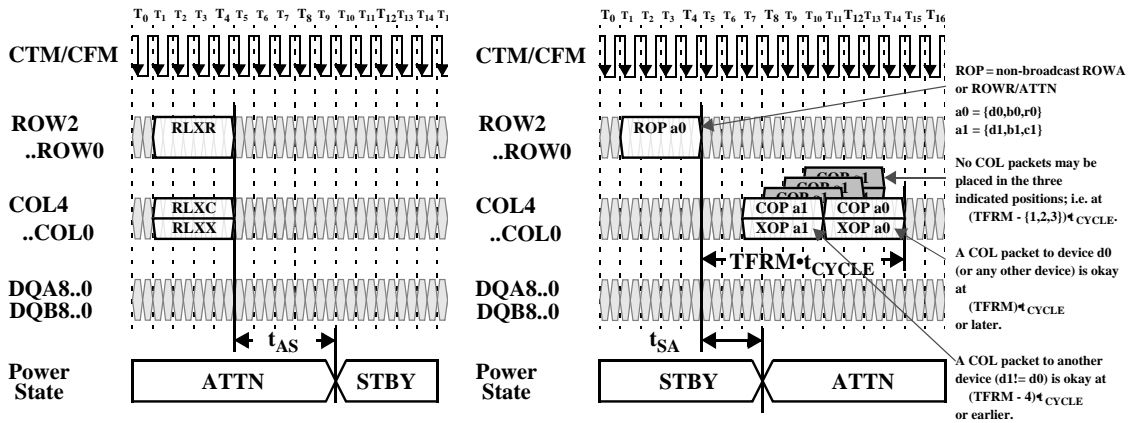 T0 T1 T2 T3 T4 T5 T6 T7 T8 T9 T10 T11 T12 T13 T14
CTM/CFM
ROW2
..ROW0
RLXR
COL4
..COL0
RLXC
RLXX
DQA8..0
DQB8..0
tAS
Power
State
ATTN
STBY
T0 T1 T2 T3 T4 T5 T6 T7 T8 T9 T10 T11 T12 T13 T14 T15 T16
CTM/CFM
ROW2
..ROW0
ROP a0
COL4
..COL0
COP a1
COP a1
COP a1
COP a1
COP a0
XOP a1
XOP a0
TFRM•tCYCLE
DQA8..0
DQB8..0
tSA
Power
State
STBY
ATTN
ROP = non-broadcast ROWA
or ROWR/ATTN
a0 = {d0,b0,r0}
a1 = {d1,b1,c1}
No COL packets may be
placed in the three
indicated positions; i.e. at
(TFRM - {1,2,3})•tCYCLE.
A COL packet to device d0
(or any other device) is okay
at
(TFRM)•tCYCLE
or later.
A COL packet to another
device (d1!= d0) is okay at
(TFRM - 4)•tCYCLE
or earlier.